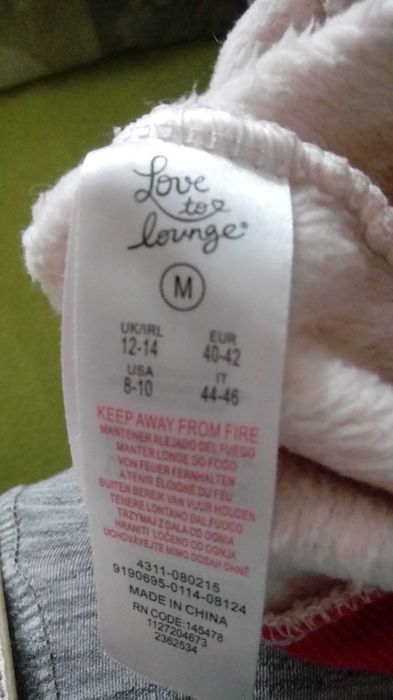 Love
to
lounge®
M
UK/IRL EUR
12-14 40-42
USA IT
8-10 44-46
KEEP AWAY FROM FIRE
MANTENER ALEJADO DEL FUEGO
MANTER LONGE DO FOGO
VON FEUER FERNHALTEN
A TENIR ÉLOIGNÉ DU FEU
BUITEN BEREIK VAN VUUR HOUDEN
TENERE LONTANO DAL FUOCO
TRZYMAJ Z DALA OD OGNIA
HRANITI LOČENO OD OGNJA
UCHOVÁVEJTE MIMO DOSAH OHNĚ
4311-080215
9190695-0114-08124
MADE IN CHINA
RN CODE:145478
1127204673
2362534